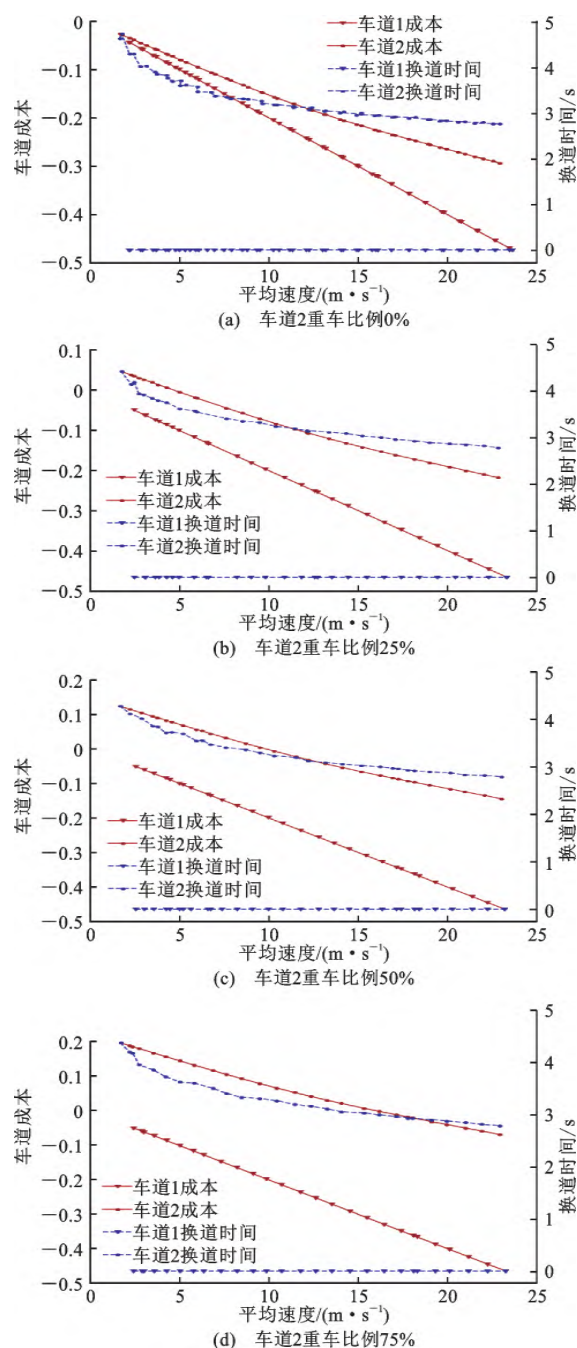 0
−0.1
−0.2
−0.3
−0.4
−0.5
车道成本
车道1成本
车道2成本
车道1换道时间
车道2换道时间
5
4
3
2
1
0
换道时间/s
0 5 10 15 20 25
平均速度/(m·s⁻¹)
(a) 车道2重车比例0%
0.1
0
−0.1
−0.2
−0.3
−0.4
−0.5
车道成本
车道1成本
车道2成本
车道1换道时间
车道2换道时间
5
4
3
2
1
0
换道时间/s
0 5 10 15 20 25
平均速度/(m·s⁻¹)
(b) 车道2重车比例25%
0.2
0.1
0
−0.1
−0.2
−0.3
−0.4
−0.5
车道成本
车道1成本
车道2成本
车道1换道时间
车道2换道时间
5
4
3
2
1
0
换道时间/s
0 5 10 15 20 25
平均速度/(m·s⁻¹)
(c) 车道2重车比例50%
0.2
0.1
0
−0.1
−0.2
−0.3
−0.4
−0.5
车道成本
车道1成本
车道2成本
车道1换道时间
车道2换道时间
5
4
3
2
1
0
换道时间/s
0 5 10 15 20 25
平均速度/(m·s⁻¹)
(d) 车道2重车比例75%